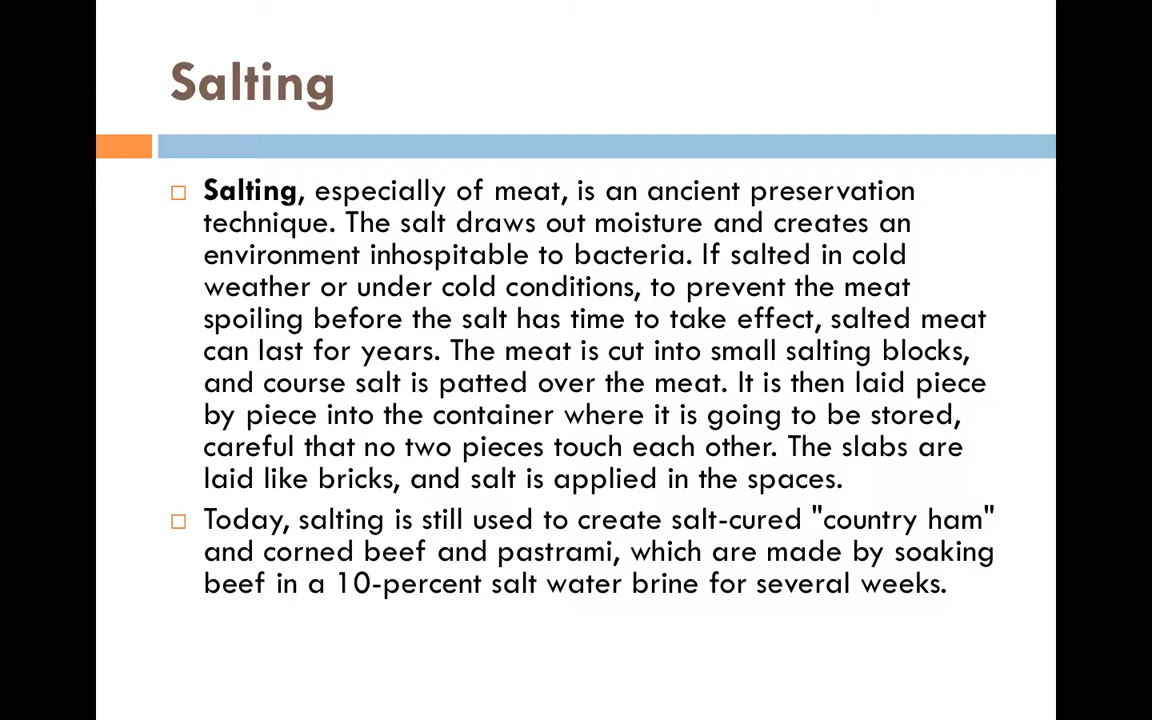 Salting
Salting, especially of meat, is an ancient preservation
technique. The salt draws out moisture and creates an
environment inhospitable to bacteria. If salted in cold
weather or under cold conditions, to prevent the meat
spoiling before the salt has time to take effect, salted meat
can last for years. The meat is cut into small salting blocks,
and course salt is patted over the meat. It is then laid piece
by piece into the container where it is going to be stored,
careful that no two pieces touch each other. The slabs are
laid like bricks, and salt is applied in the spaces.
Today, salting is still used to create salt-cured "country ham"
and corned beef and pastrami, which are made by soaking
beef in a 10-percent salt water brine for several weeks.